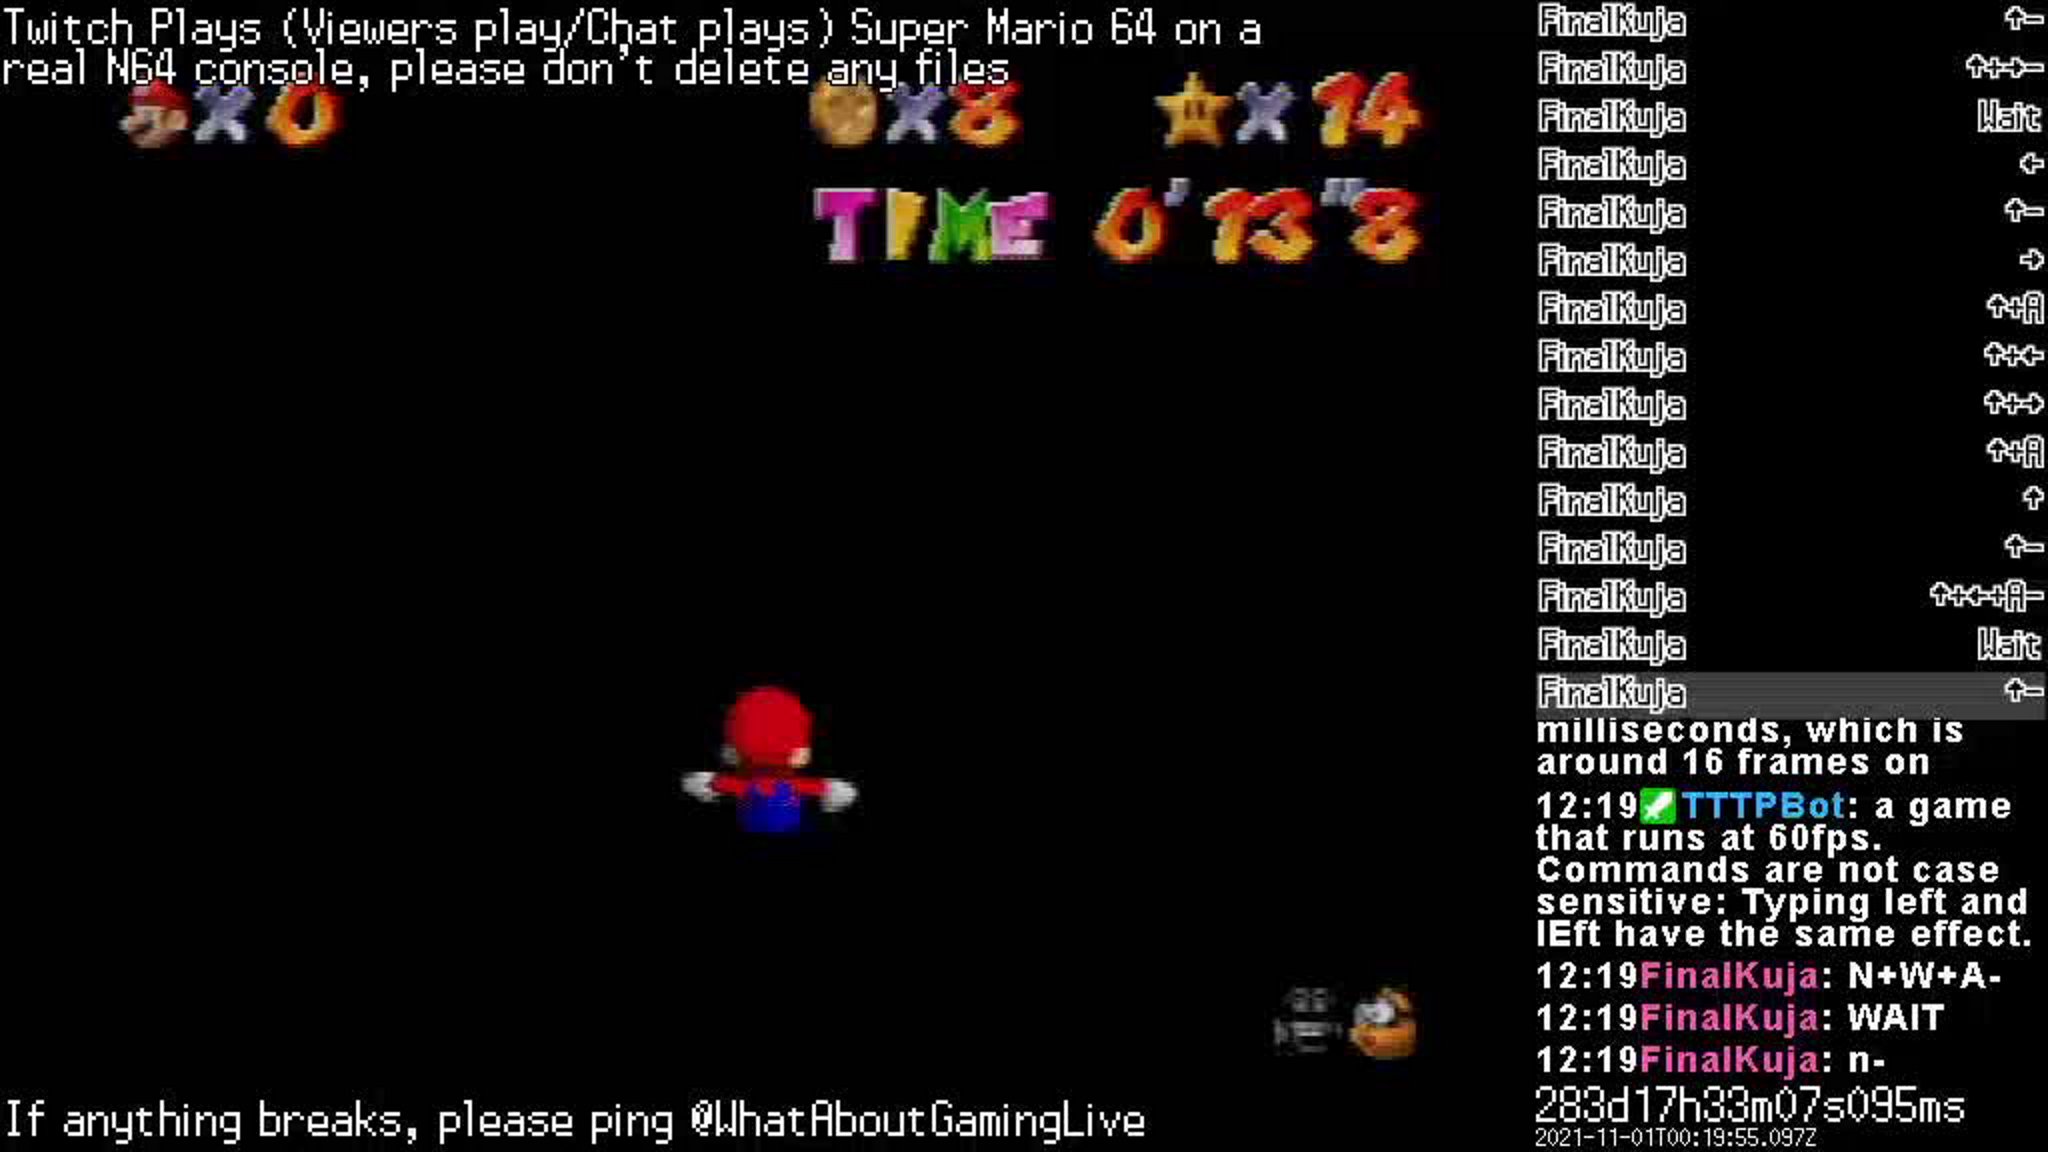 Twitch Plays (Viewers play/Chat plays) Super Mario 64 on a
real N64 console, please don't delete any files
x 0
x 8
x 14
TIME 0'13"8
FinalKuja ↑-
FinalKuja ↑+→-
FinalKuja Wait
FinalKuja ←
FinalKuja ↑-
FinalKuja →
FinalKuja ↑+A
FinalKuja ↑+←
FinalKuja ↑+→
FinalKuja ↑+A
FinalKuja ↑
FinalKuja ↑-
FinalKuja ↑+←+A-
FinalKuja Wait
FinalKuja ↑-
milliseconds, which is
around 16 frames on
12:19 TTTPBot: a game
that runs at 60fps.
Commands are not case
sensitive: Typing left and
lEft have the same effect.
12:19 FinalKuja: N+W+A-
12:19 FinalKuja: WAIT
12:19 FinalKuja: n-
283d17h33m07s095ms
2021-11-01T00:19:55.097Z
If anything breaks, please ping @WhatAboutGamingLive